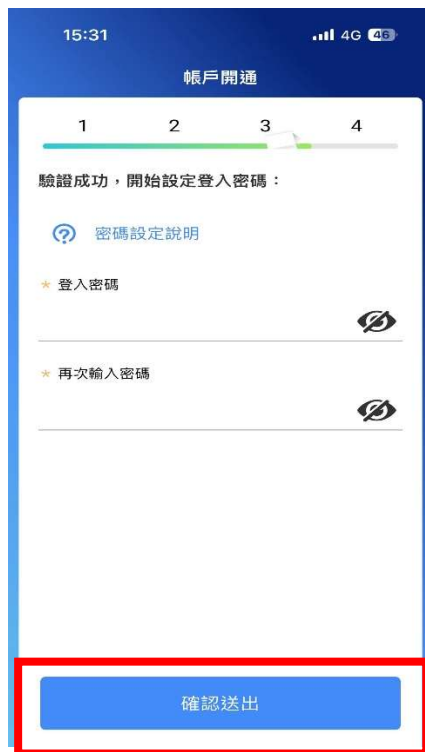 15:31 4G 46
帳戶開通
1 2 3 4
驗證成功，開始設定登入密碼：
? 密碼設定說明
* 登入密碼
* 再次輸入密碼
確認送出